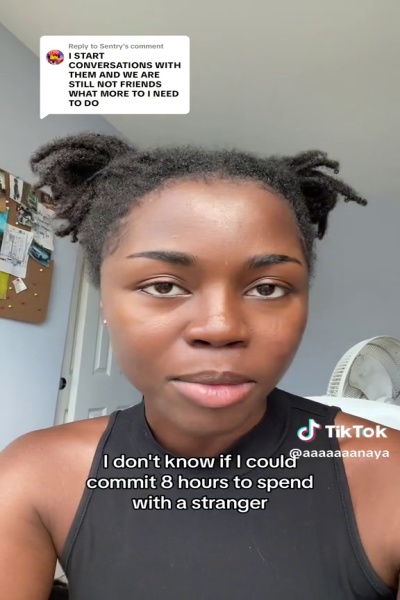 Reply to Sentry's comment
I START
CONVERSATIONS WITH
THEM AND WE ARE
STILL NOT FRIENDS
WHAT MORE TO I NEED
TO DO
TikTok
@aaaaaaanaya
I don't know if I could
commit 8 hours to spend
with a stranger